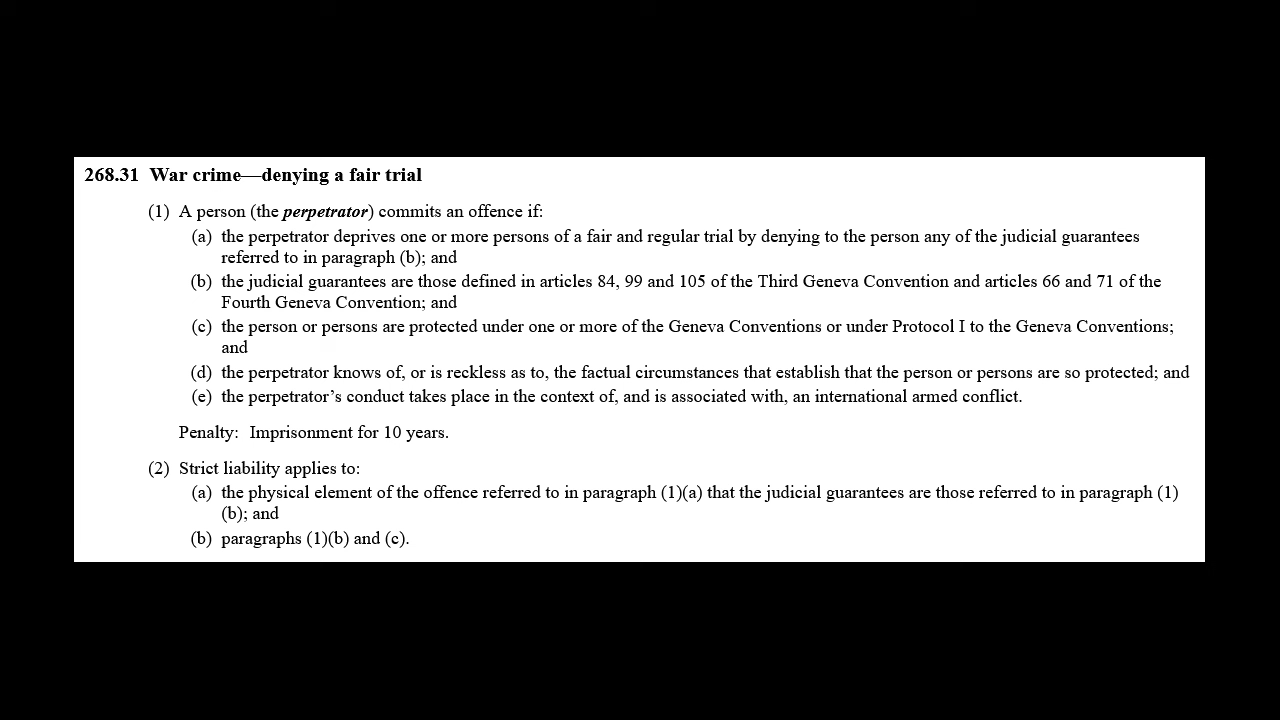 268.31 War crime—denying a fair trial
(1) A person (the perpetrator) commits an offence if:
(a) the perpetrator deprives one or more persons of a fair and regular trial by denying to the person any of the judicial guarantees
referred to in paragraph (b); and
(b) the judicial guarantees are those defined in articles 84, 99 and 105 of the Third Geneva Convention and articles 66 and 71 of the
Fourth Geneva Convention; and
(c) the person or persons are protected under one or more of the Geneva Conventions or under Protocol I to the Geneva Conventions;
and
(d) the perpetrator knows of, or is reckless as to, the factual circumstances that establish that the person or persons are so protected; and
(e) the perpetrator’s conduct takes place in the context of, and is associated with, an international armed conflict.
Penalty: Imprisonment for 10 years.
(2) Strict liability applies to:
(a) the physical element of the offence referred to in paragraph (1)(a) that the judicial guarantees are those referred to in paragraph (1)
(b); and
(b) paragraphs (1)(b) and (c).